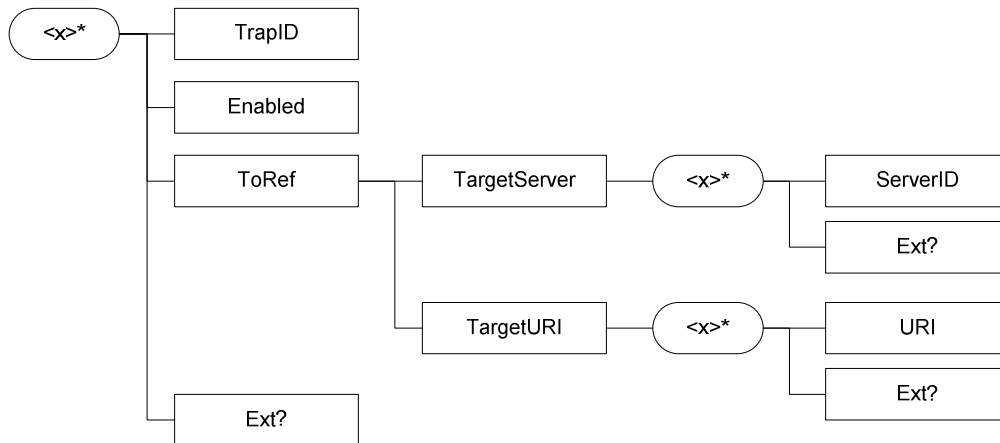 <x>*
TrapID
Enabled
ToRef
TargetServer
<x>*
ServerID
Ext?
TargetURI
<x>*
URI
Ext?
Ext?